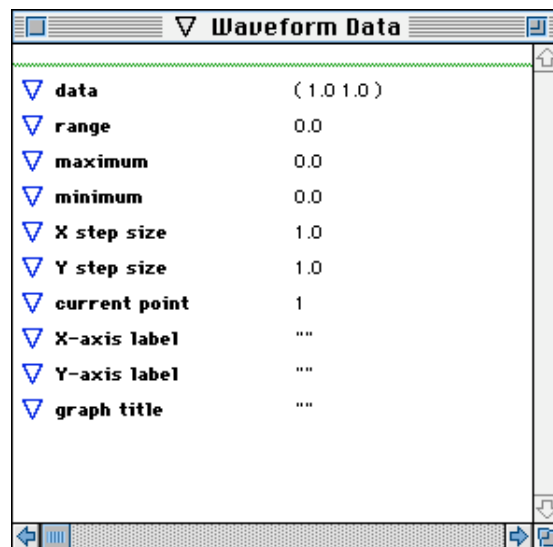 Waveform Data
data ( 1.0 1.0 )
range 0.0
maximum 0.0
minimum 0.0
X step size 1.0
Y step size 1.0
current point 1
X-axis label ""
Y-axis label ""
graph title ""